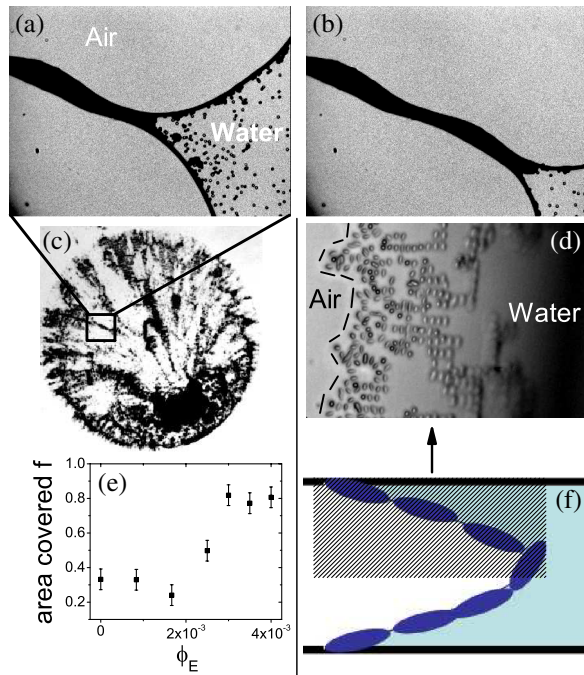 (a)
Air
Water
(b)
(c)
(d)
Air
Water
(e)
area covered f
1.0
0.8
0.6
0.4
0.2
0
2x10⁻³
4x10⁻³
ϕ_E
(f)